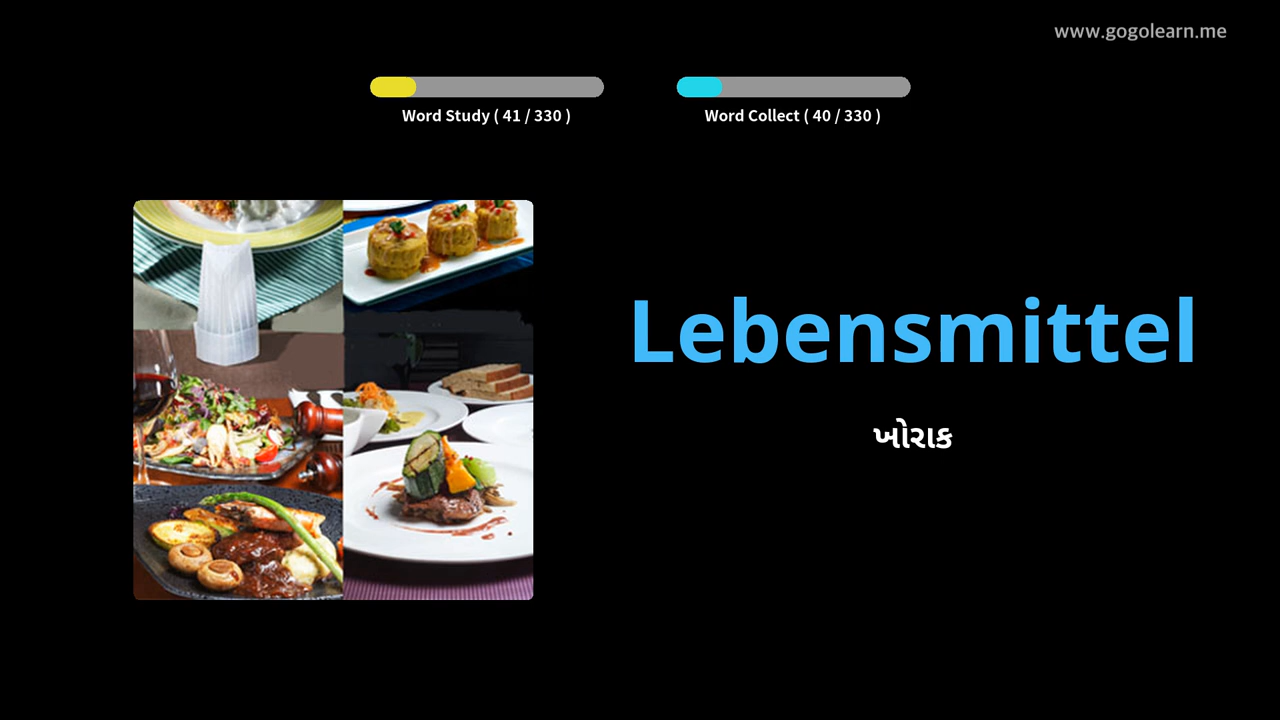 www.gogolearn.me
Word Study ( 41 / 330 )
Word Collect ( 40 / 330 )
Lebensmittel
ખોરાક